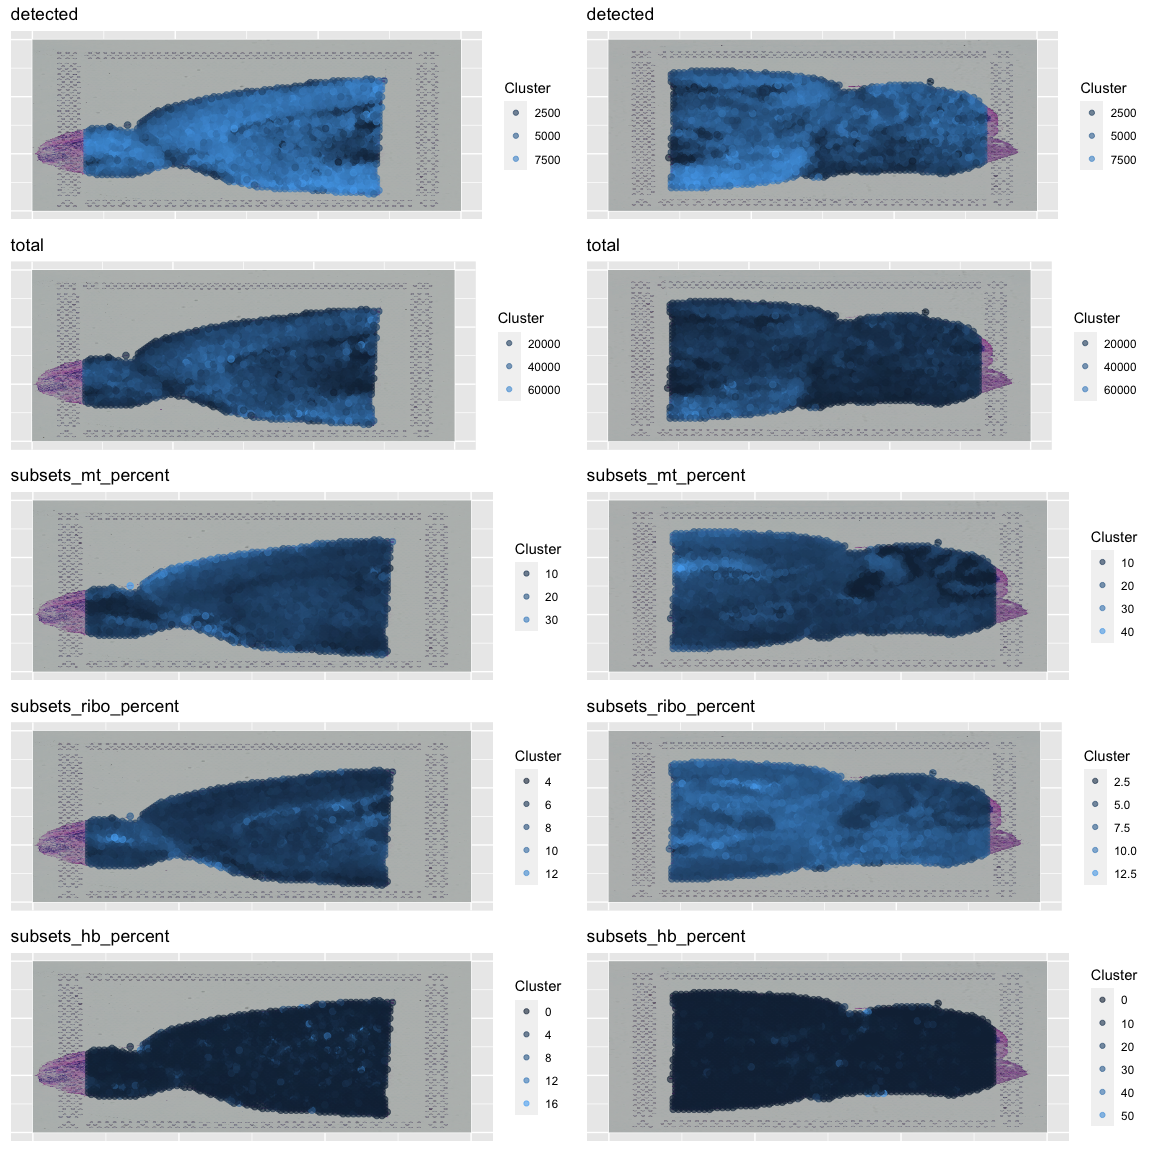 detected
Cluster
2500
5000
7500
detected
Cluster
2500
5000
7500
total
Cluster
20000
40000
60000
total
Cluster
20000
40000
60000
subsets_mt_percent
Cluster
10
20
30
subsets_mt_percent
Cluster
10
20
30
40
subsets_ribo_percent
Cluster
4
6
8
10
12
subsets_ribo_percent
Cluster
2.5
5.0
7.5
10.0
12.5
subsets_hb_percent
Cluster
0
4
8
12
16
subsets_hb_percent
Cluster
0
10
20
30
40
50